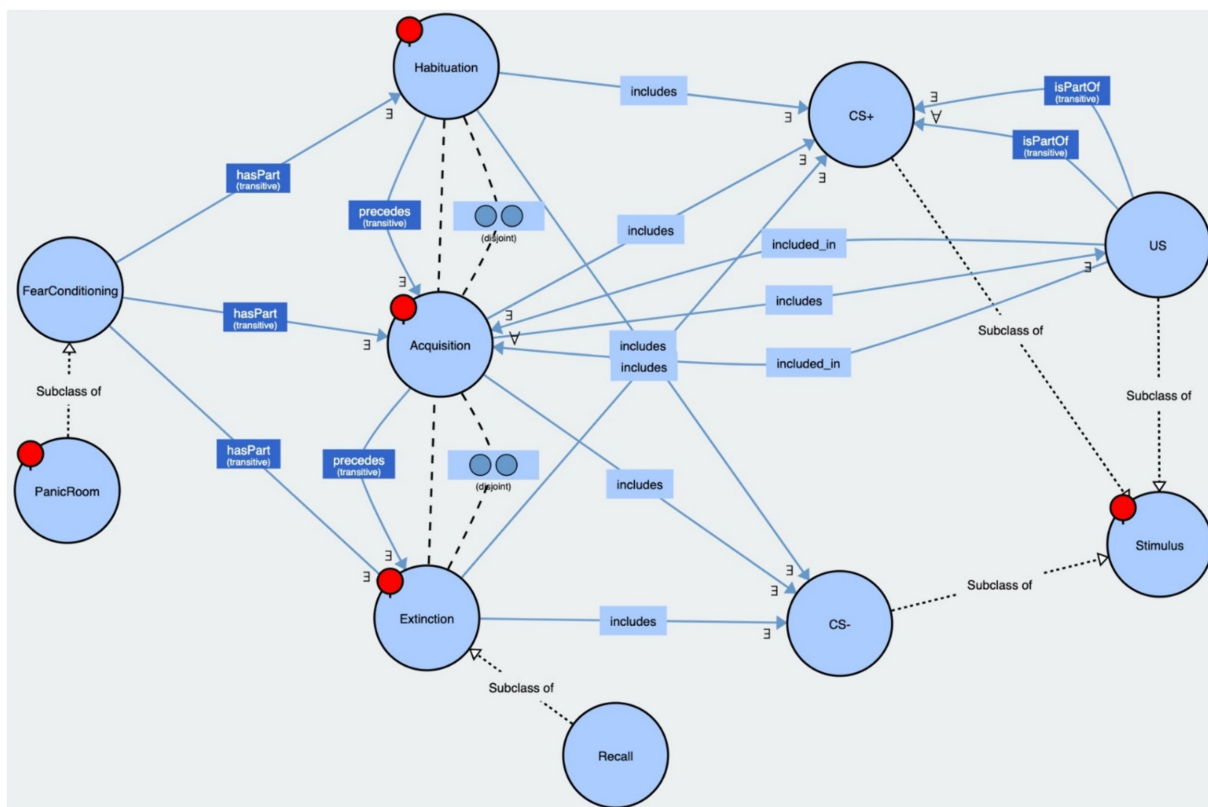 Habituation
includes
CS+
isPartOf
(transitive)
isPartOf
(transitive)
E
E
A
E
E
E
hasPart
(transitive)
precedes
(transitive)
(disjoint)
includes
included_in
US
FearConditioning
hasPart
(transitive)
E
E
E
A
E
Acquisition
includes
includes
includes
included_in
Subclass of
Subclass of
Subclass of
PanicRoom
hasPart
(transitive)
precedes
(transitive)
(disjoint)
includes
Stimulus
E
E
E
E
E
Extinction
includes
CS-
Subclass of
Subclass of
Recall